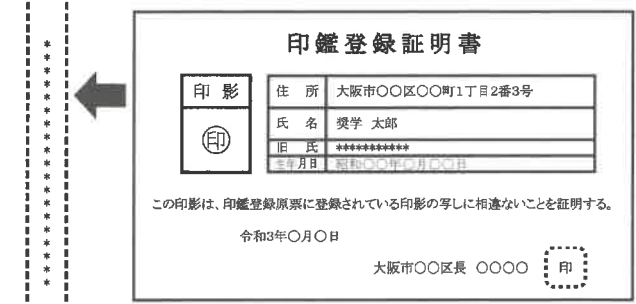 印鑑登録証明書
印 影
㊞
住 所 大阪市〇〇区〇〇町1丁目2番3号
氏 名 奨学 太郎
旧 氏 ***********
生年月日 昭和〇〇年〇月〇〇日
この印影は、印鑑登録原票に登録されている印影の写しに相違ないことを証明する。
令和3年〇月〇日
大阪市〇〇区長 〇〇〇〇 印